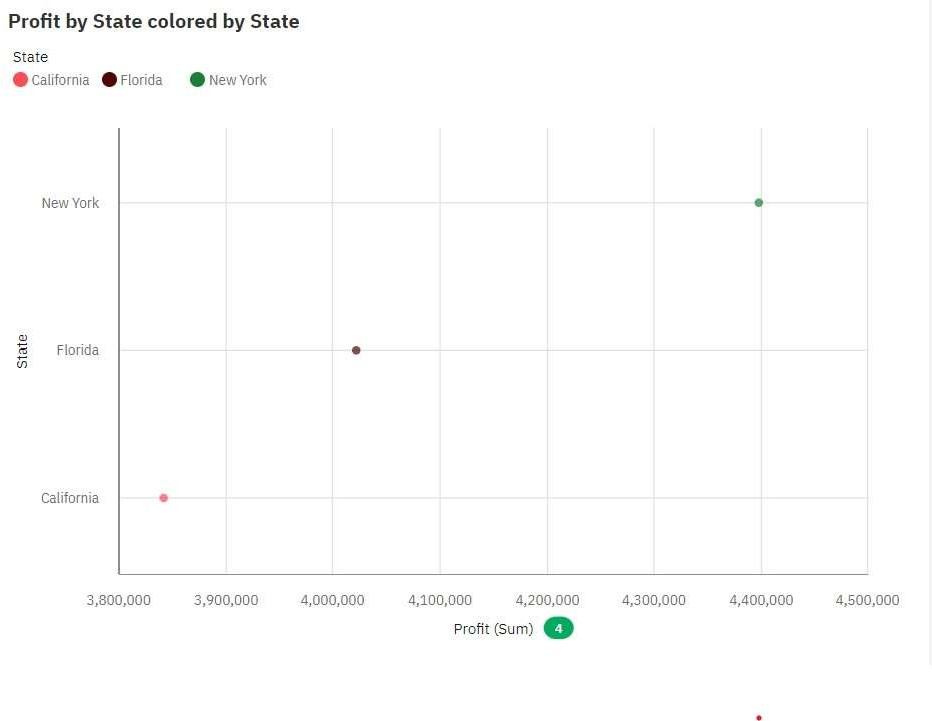 Profit by State colored by State
State
California Florida New York
New York
Florida
California
State
3,800,000 3,900,000 4,000,000 4,100,000 4,200,000 4,300,000 4,400,000 4,500,000
Profit (Sum) 4